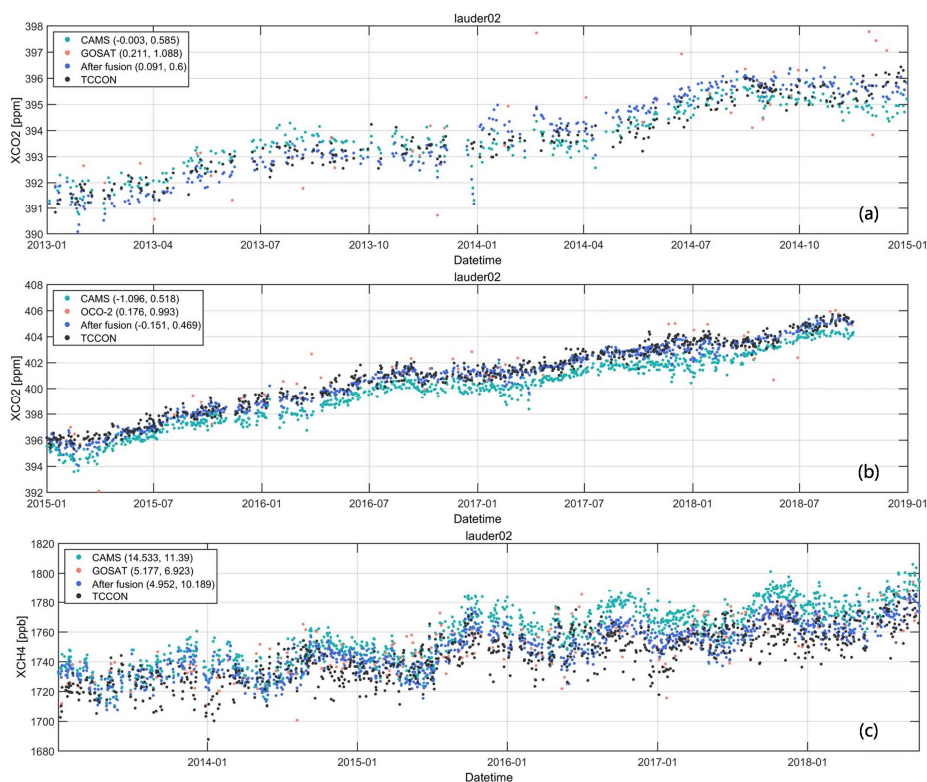 lauder02
398
397
396
395
394
393
392
391
390
XCO2 [ppm]
CAMS (-0.003, 0.585)
GOSAT (0.211, 1.088)
After fusion (0.091, 0.6)
TCCON
(a)
2013-01 2013-04 2013-07 2013-10 2014-01 2014-04 2014-07 2014-10 2015-01
Datetime
lauder02
408
406
404
402
400
398
396
394
392
XCO2 [ppm]
CAMS (-1.096, 0.518)
OCO-2 (0.176, 0.993)
After fusion (-0.151, 0.469)
TCCON
(b)
2015-01 2015-07 2016-01 2016-07 2017-01 2017-07 2018-01 2018-07 2019-01
Datetime
lauder02
1820
1800
1780
1760
1740
1720
1700
1680
XCH4 [ppb]
CAMS (14.533, 11.39)
GOSAT (5.177, 6.923)
After fusion (4.952, 10.189)
TCCON
(c)
2014-01 2015-01 2016-01 2017-01 2018-01
Datetime